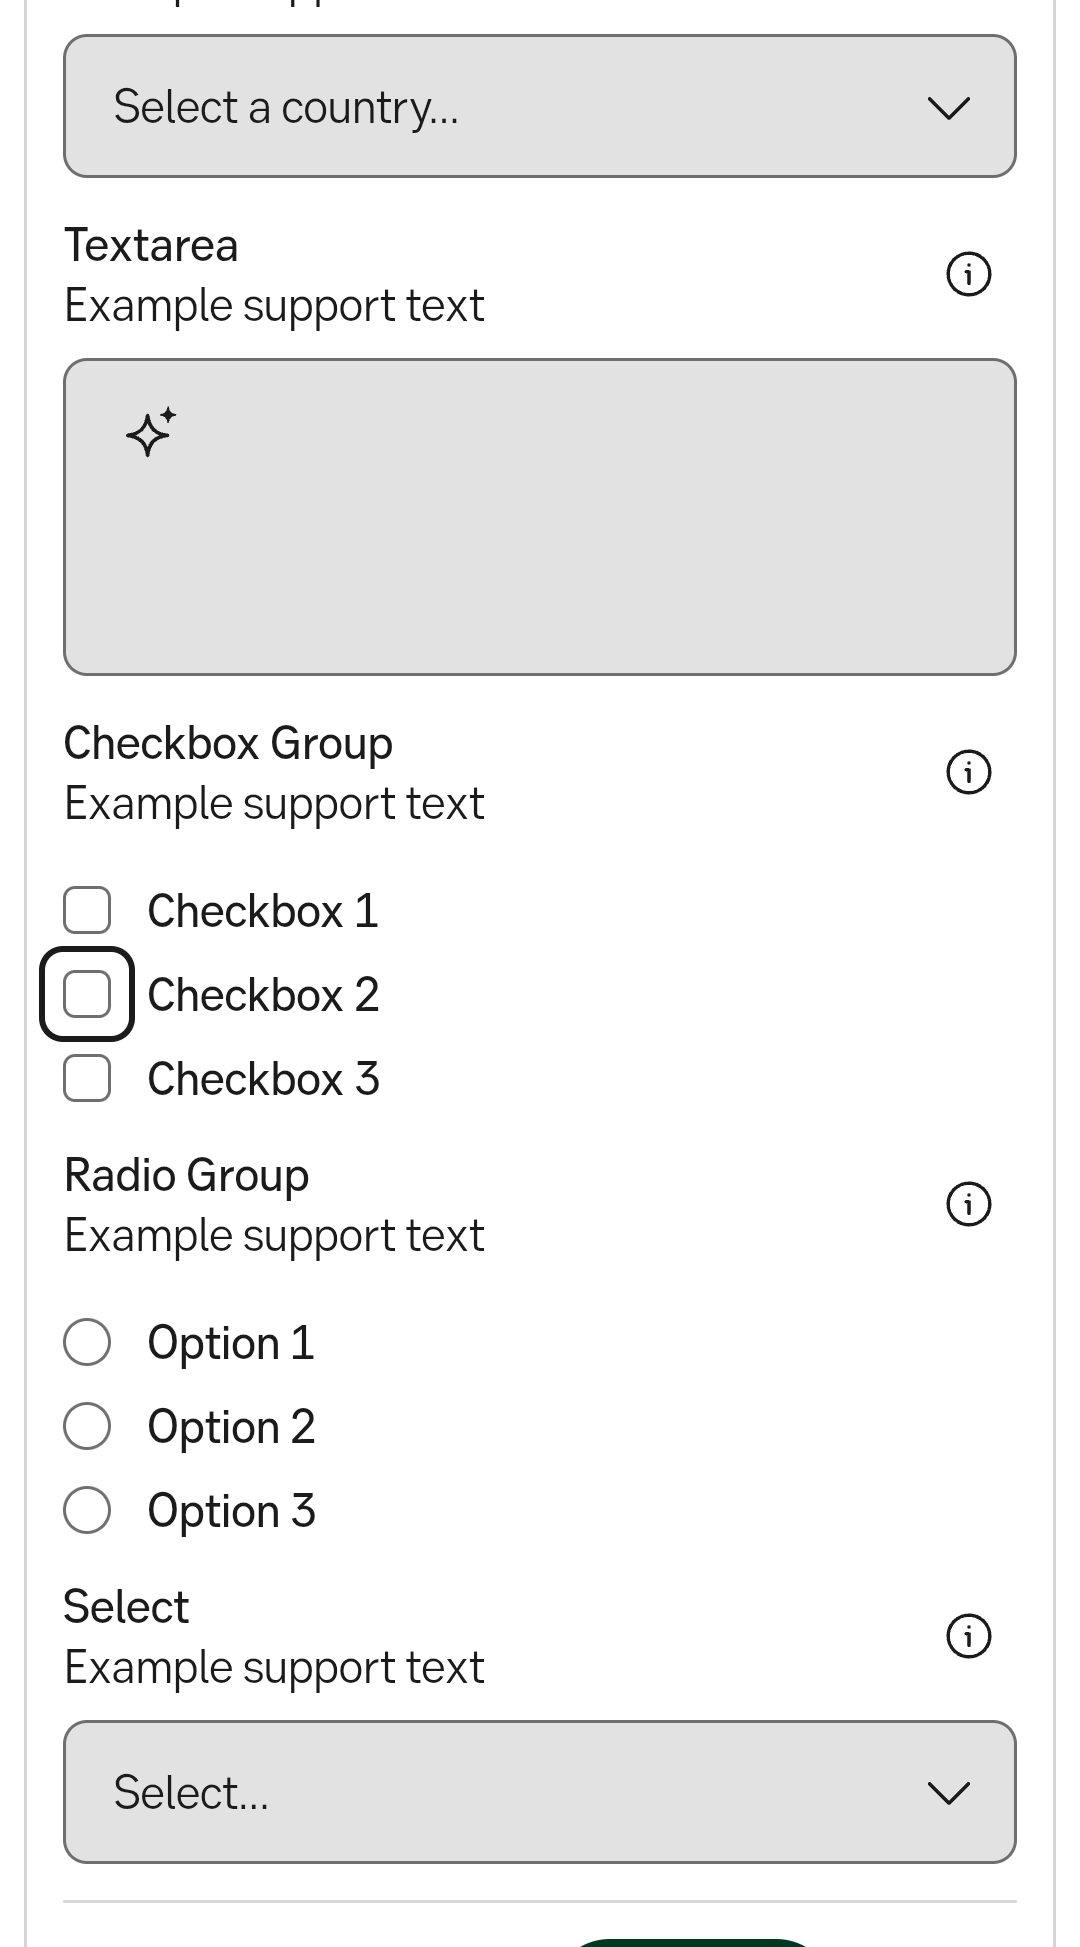 Select a country...
Textarea
Example support text
Checkbox Group
Example support text
Checkbox 1
Checkbox 2
Checkbox 3
Radio Group
Example support text
Option 1
Option 2
Option 3
Select
Example support text
Select...